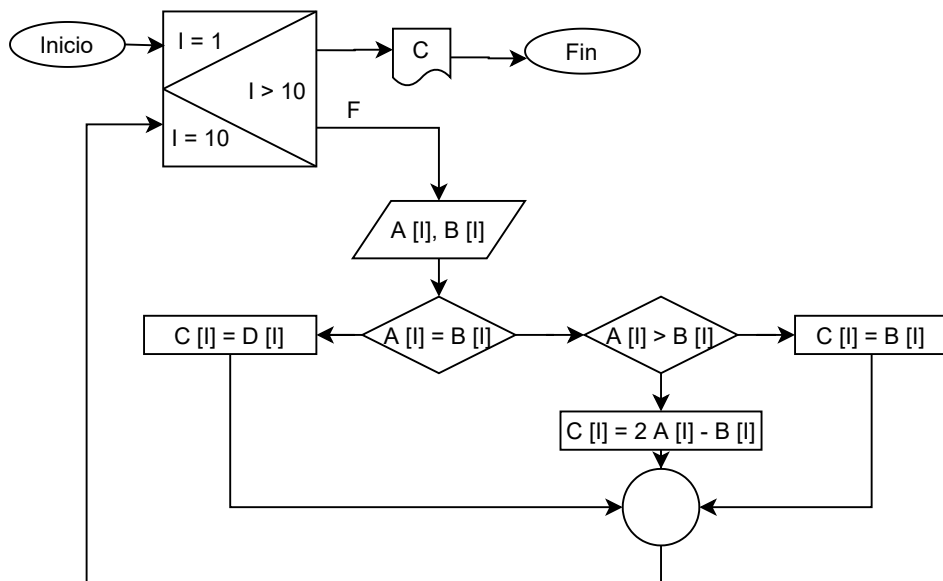 Inicio
I = 1
I > 10
I = 10
C
Fin
F
A [I], B [I]
C [I] = D [I]
A [I] = B [I]
A [I] > B [I]
C [I] = B [I]
C [I] = 2 A [I] - B [I]